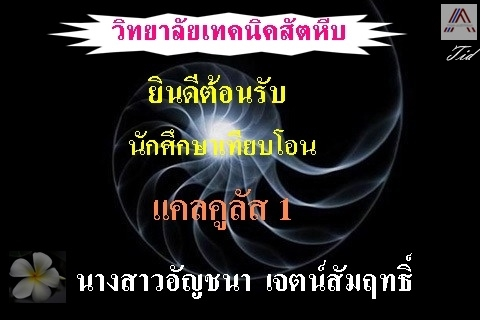 วิทยาลัยเทคนิคสัตหีบ
Tid
ยินดีต้อนรับ
นักศึกษาเทียบโอน
แคลคูลัส 1
นางสาวอัญชนา เจตน์สัมฤทธิ์